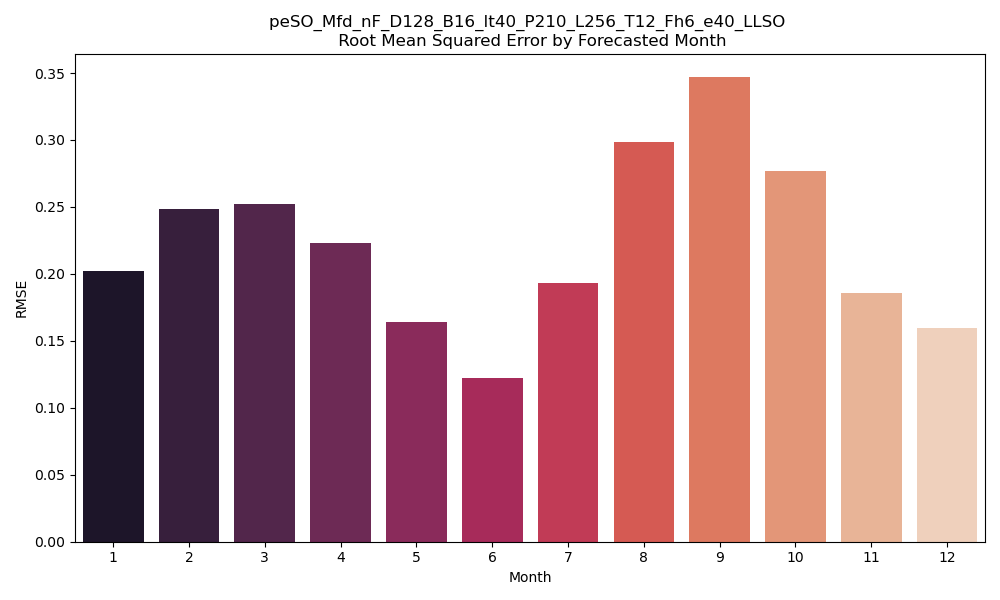 peSO_Mfd_nF_D128_B16_lt40_P210_L256_T12_Fh6_e40_LLSO
Root Mean Squared Error by Forecasted Month
0.35
0.30
0.25
0.20
0.15
0.10
0.05
0.00
RMSE
1 2 3 4 5 6 7 8 9 10 11 12
Month